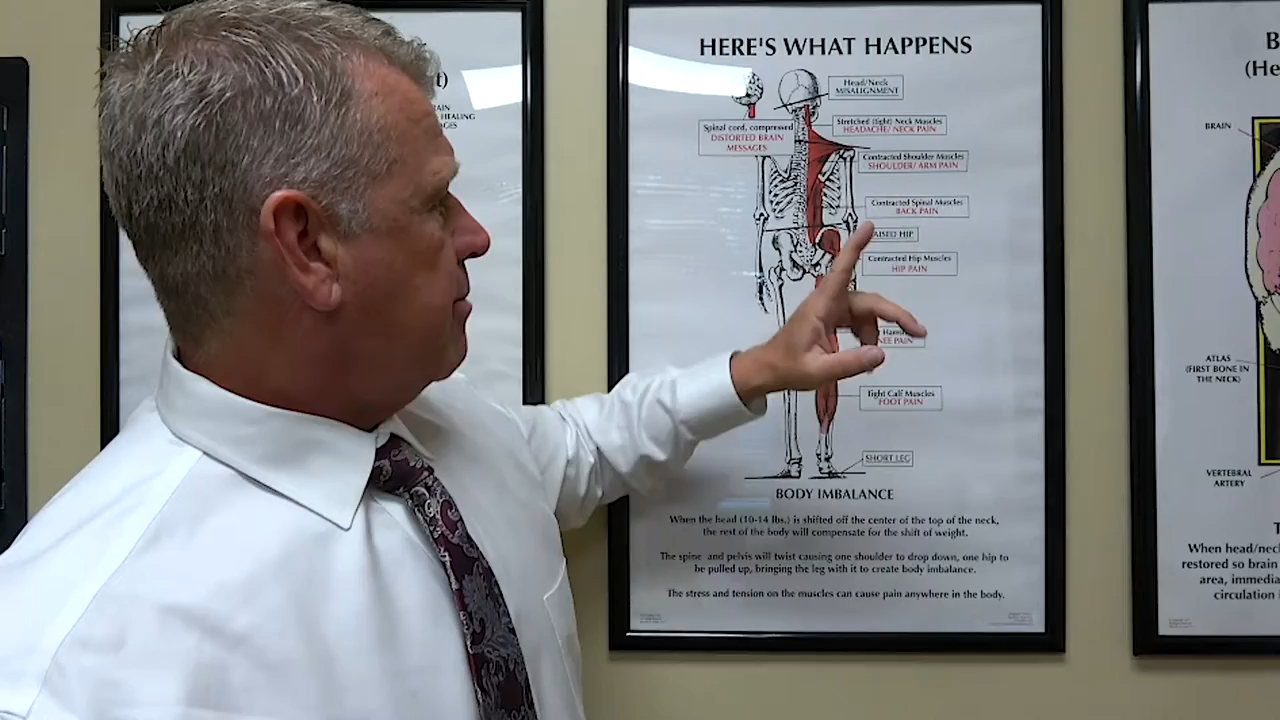 t)
HEALING
HERE'S WHAT HAPPENS
Head/Neck
MISALIGNMENT
Spinal cord, compressed
DISTORTED BRAIN
MESSAGES
Stretched (tight) Neck Muscles
HEADACHE/ NECK PAIN
Contracted Shoulder Muscles
SHOULDER/ ARM PAIN
Contracted Spinal Muscles
BACK PAIN
HIP
Contracted Hip Muscles
HIP PAIN
PAIN
Tight Calf Muscles
FOOT PAIN
SHORT LEG
BODY IMBALANCE
When the head (10-14 lbs.) is shifted off the center of the top of the neck,
the rest of the body will compensate for the shift of weight.
The spine and pelvis will twist causing one shoulder to drop down, one hip to
be pulled up, bringing the leg with it to create body imbalance.
The stress and tension on the muscles can cause pain anywhere in the body.
B
(He
BRAIN
ATLAS
(FIRST BONE IN
THE NECK)
VERTEBRAL
ARTERY
T
When head/neck
restored so brain
area, immedia
circulation i